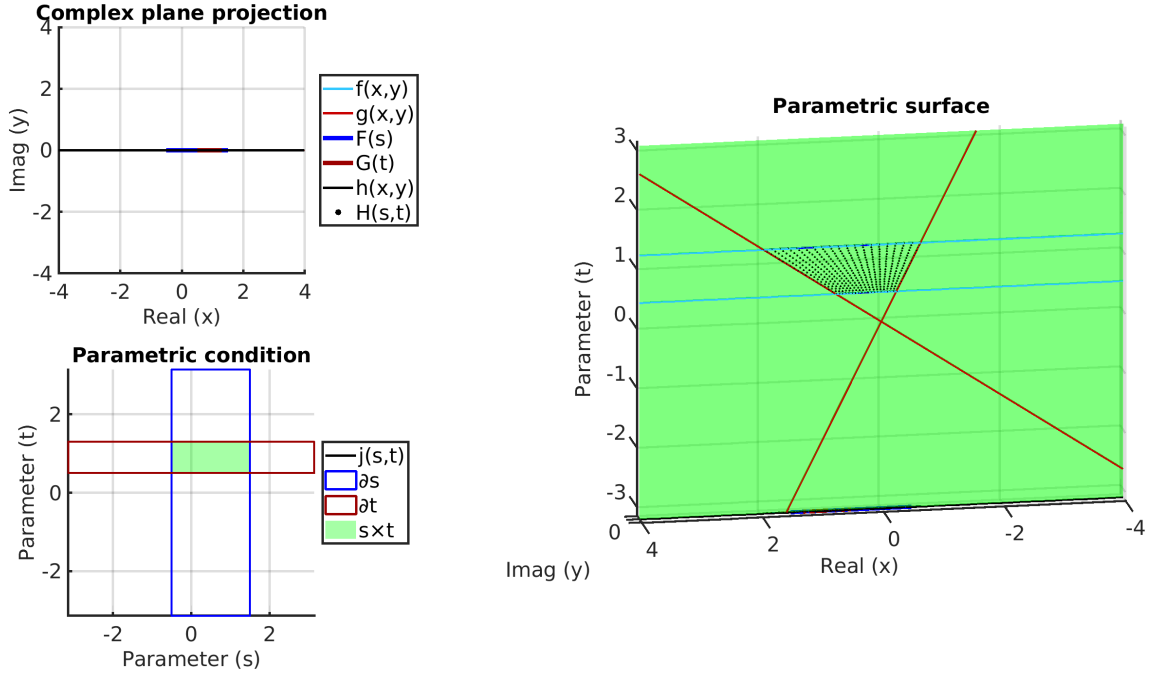 Complex plane projection
4
2
0
-2
-4
-4
-2
0
2
4
Imag (y)
Real (x)
f(x,y)
g(x,y)
F(s)
G(t)
h(x,y)
H(s,t)
Parametric condition
2
0
-2
-2
0
2
Parameter (t)
Parameter (s)
j(s,t)
∂s
∂t
s×t
Parametric surface
3
2
1
0
-1
-2
-3
Parameter (t)
0
4
2
0
-2
-4
Imag (y)
Real (x)